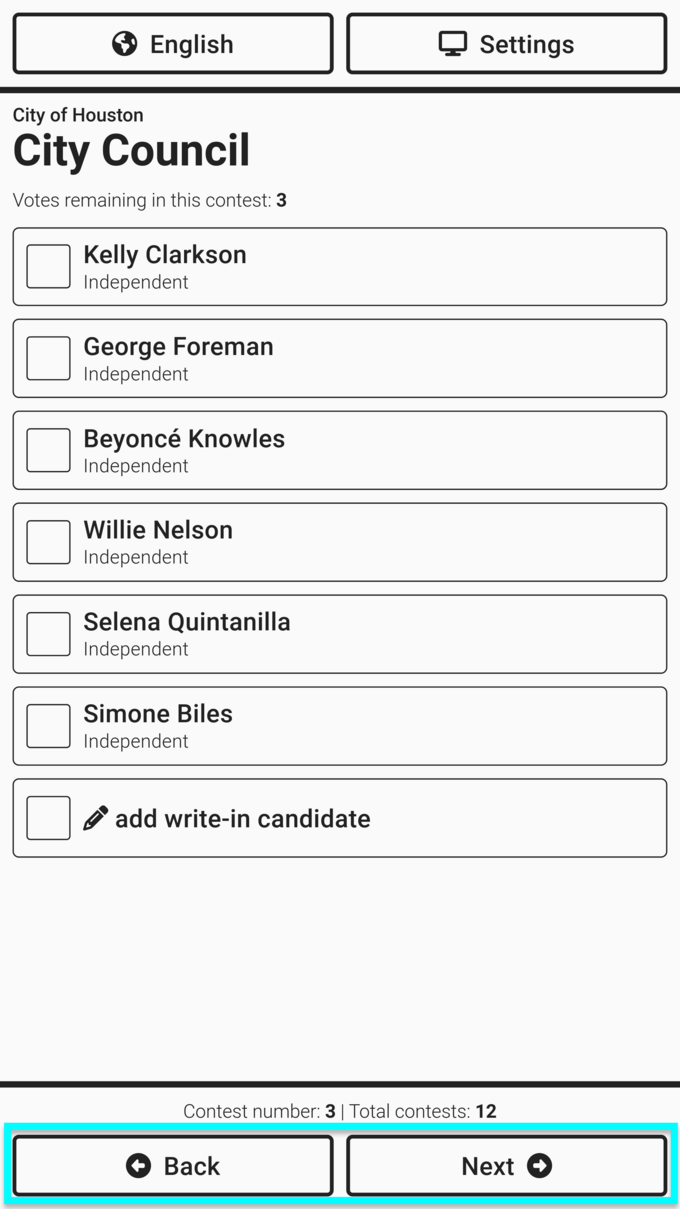 English
Settings
City of Houston
City Council
Votes remaining in this contest: 3
Kelly Clarkson
Independent
George Foreman
Independent
Beyoncé Knowles
Independent
Willie Nelson
Independent
Selena Quintanilla
Independent
Simone Biles
Independent
add write-in candidate
Contest number: 3 | Total contests: 12
Back
Next